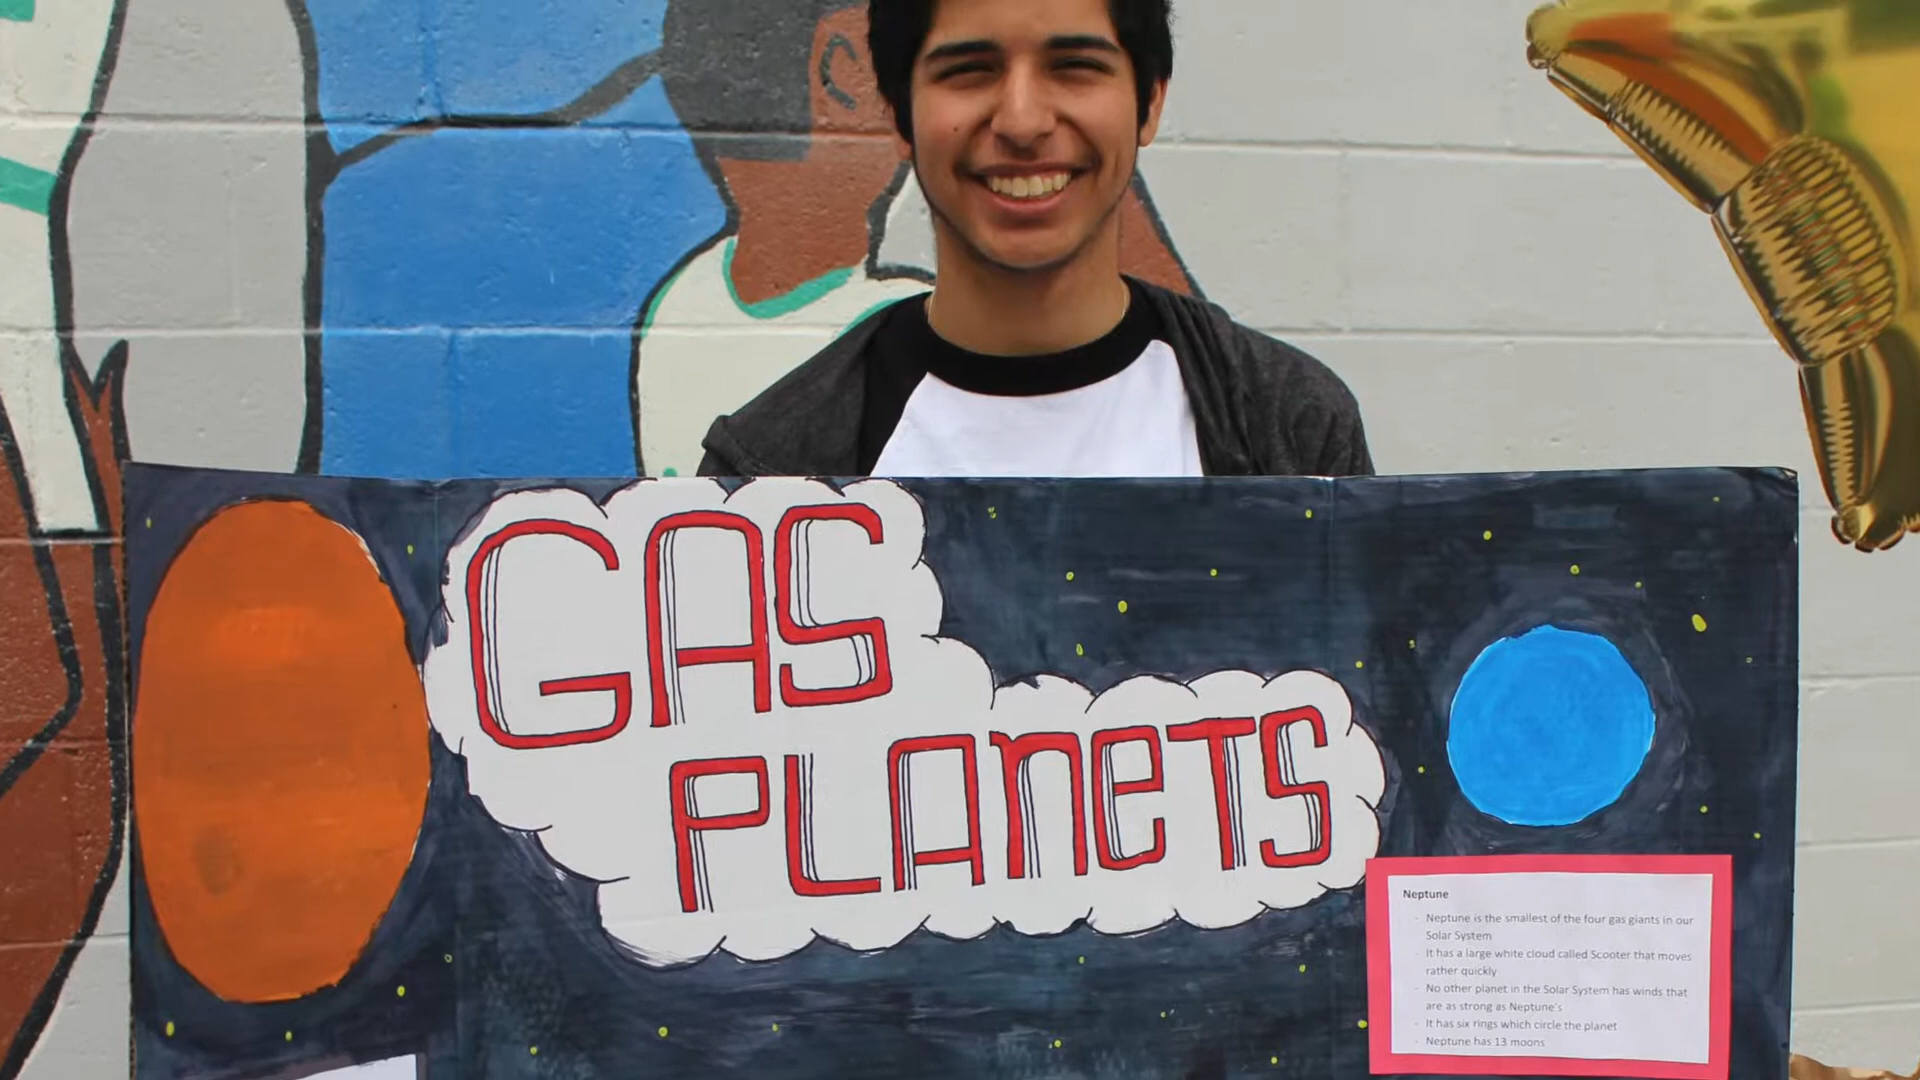 GAS
PLAneTS
Neptune
- Neptune is the smallest of the four gas giants in our
Solar System
- It has a large white cloud called Scooter that moves
rather quickly
- No other planet in the Solar System has winds that
are as strong as Neptune's
- It has six rings which circle the planet
- Neptune has 13 moons